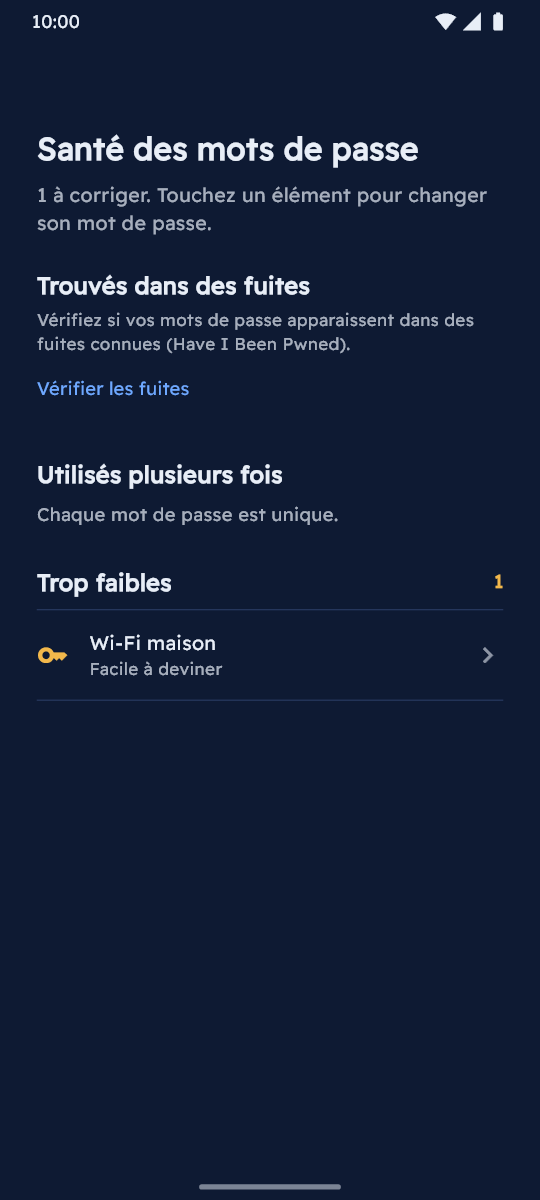 10:00
Santé des mots de passe
1 à corriger. Touchez un élément pour changer
son mot de passe.
Trouvés dans des fuites
Vérifiez si vos mots de passe apparaissent dans des
fuites connues (Have I Been Pwned).
Vérifier les fuites
Utilisés plusieurs fois
Chaque mot de passe est unique.
Trop faibles 1
Wi-Fi maison
Facile à deviner